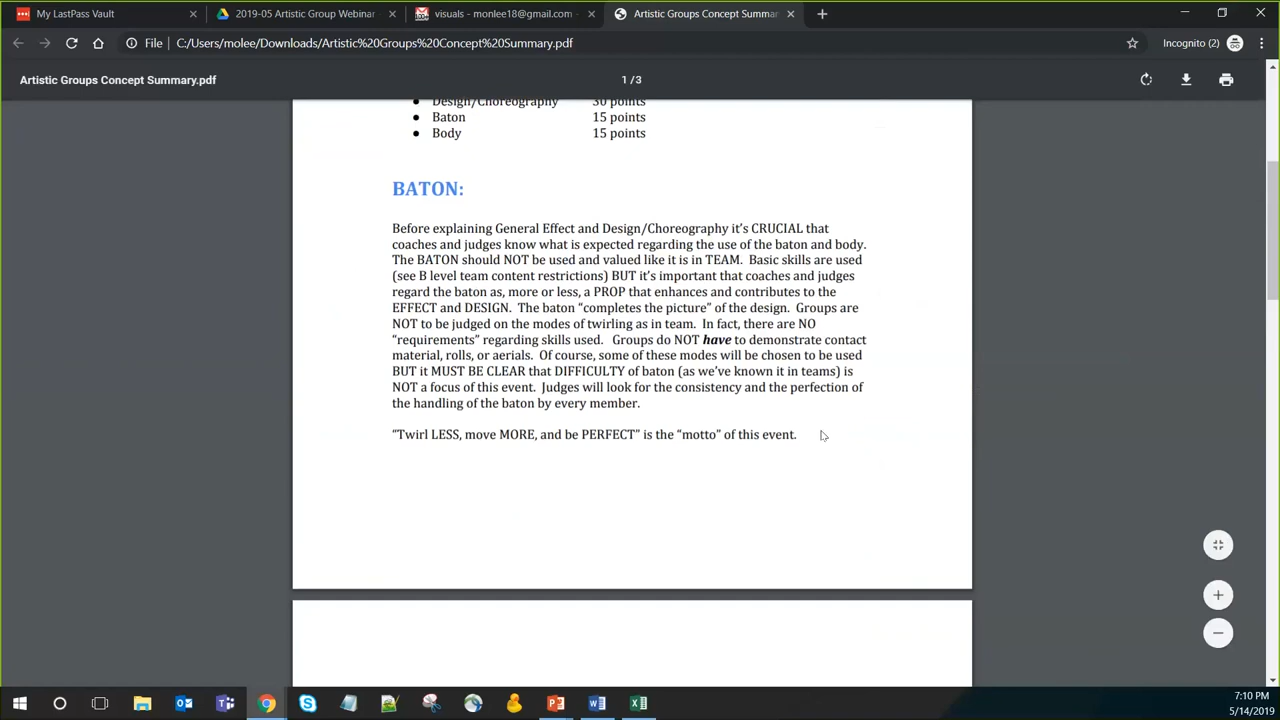 My LastPass Vault
2019-05 Artistic Group Webinar
visuals - monlee18@gmail.com -
Artistic Groups Concept Summar
File C:/Users/molee/Downloads/Artistic%20Groups%20Concept%20Summary.pdf
Incognito (2)
Artistic Groups Concept Summary.pdf
1 / 3
• Design/Choreography 30 points
• Baton 15 points
• Body 15 points
BATON:
Before explaining General Effect and Design/Choreography it's CRUCIAL that
coaches and judges know what is expected regarding the use of the baton and body.
The BATON should NOT be used and valued like it is in TEAM. Basic skills are used
(see B level team content restrictions) BUT it's important that coaches and judges
regard the baton as, more or less, a PROP that enhances and contributes to the
EFFECT and DESIGN. The baton “completes the picture” of the design. Groups are
NOT to be judged on the modes of twirling as in team. In fact, there are NO
“requirements” regarding skills used. Groups do NOT have to demonstrate contact
material, rolls, or aerials. Of course, some of these modes will be chosen to be used
BUT it MUST BE CLEAR that DIFFICULTY of baton (as we've known it in teams) is
NOT a focus of this event. Judges will look for the consistency and the perfection of
the handling of the baton by every member.
“Twirl LESS, move MORE, and be PERFECT” is the “motto” of this event.
7:10 PM
5/14/2019